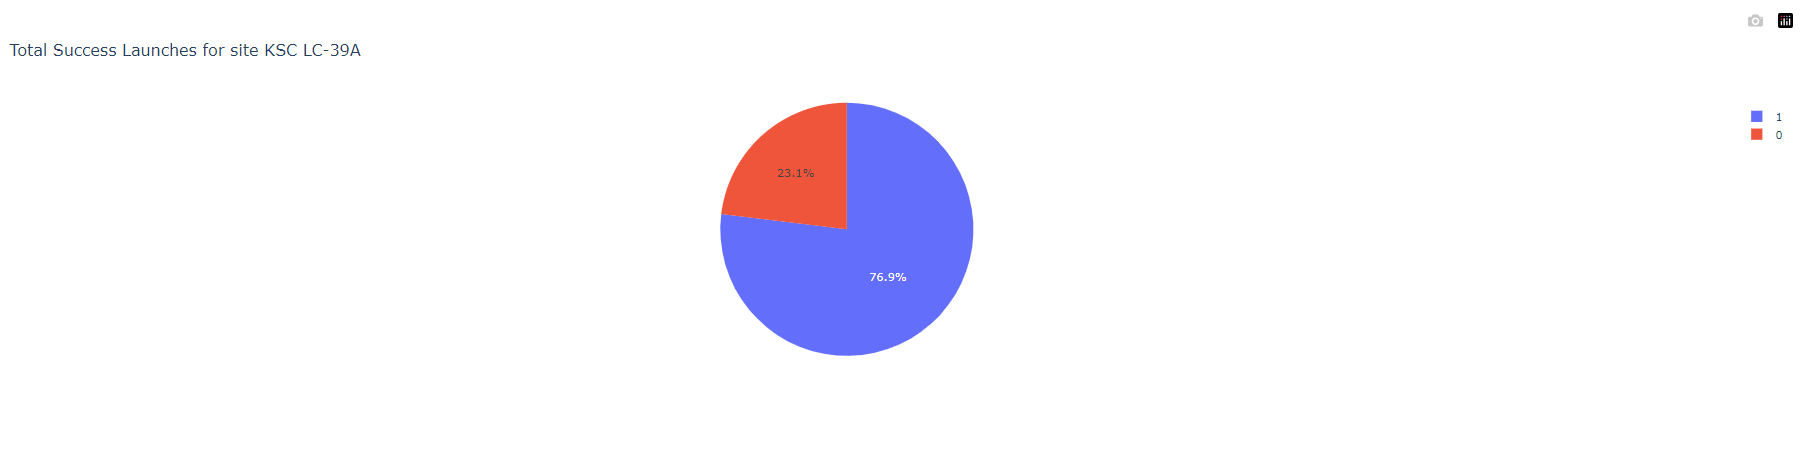 Total Success Launches for site KSC LC-39A
1
0
23.1%
76.9%